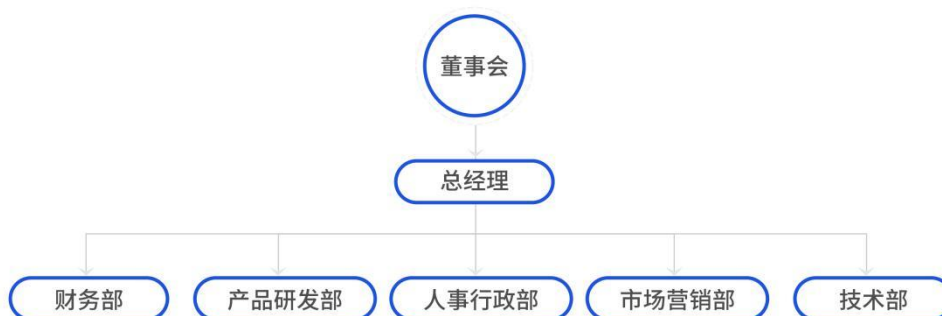 董事会
总经理
财务部
产品研发部
人事行政部
市场营销部
技术部